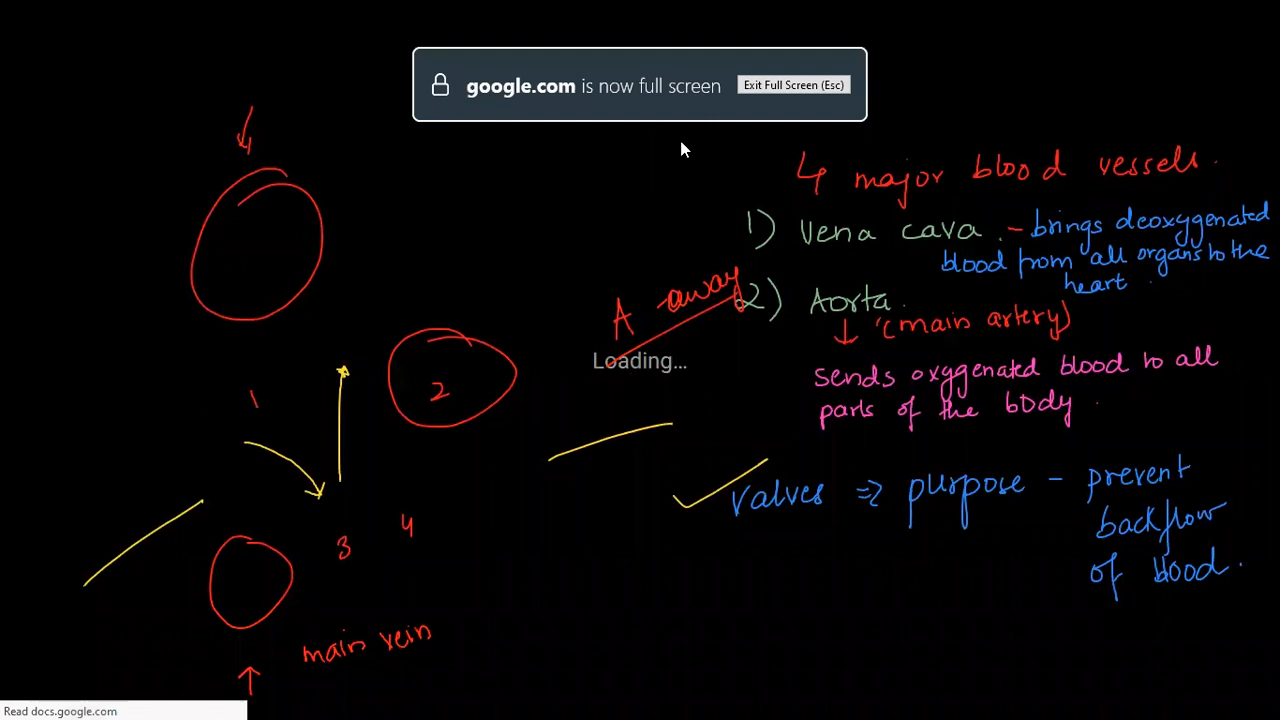 google.com is now full screen Exit Full Screen (Esc)
4 major blood vessels.
1) Vena cava. - brings deoxygenated
blood from all organs to the
heart.
A away
2) Aorta.
↓ (main artery)
Loading...
sends oxyggenated blood to all
parts of the body.
1
2
valves ⇒ purpose - prevent
backflow
of blood.
3
4
main vein
Read docs.google.com